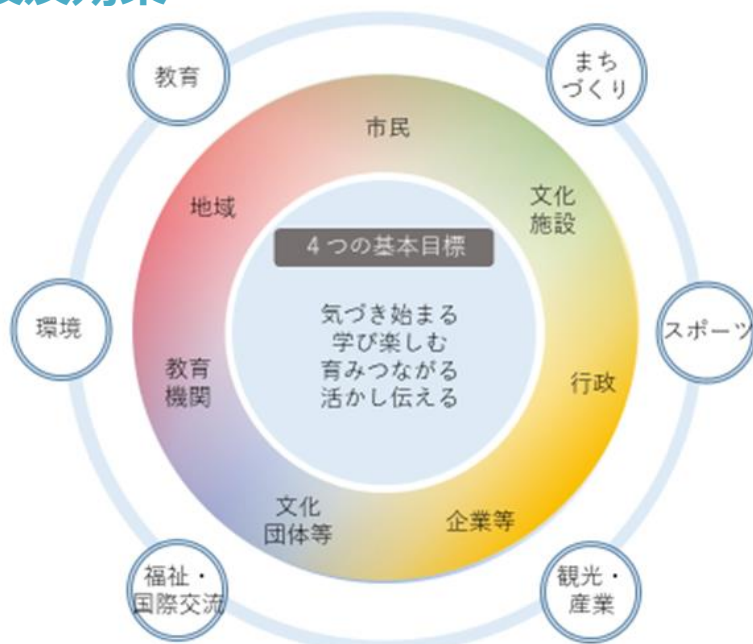 教育
まち
づくり
市民
地域
文化
施設
4つの基本目標
気づき始まる
学び楽しむ
育みつながる
活かし伝える
環境
スポーツ
教育
機関
行政
文化
団体等
企業等
福祉・
国際交流
観光・
産業